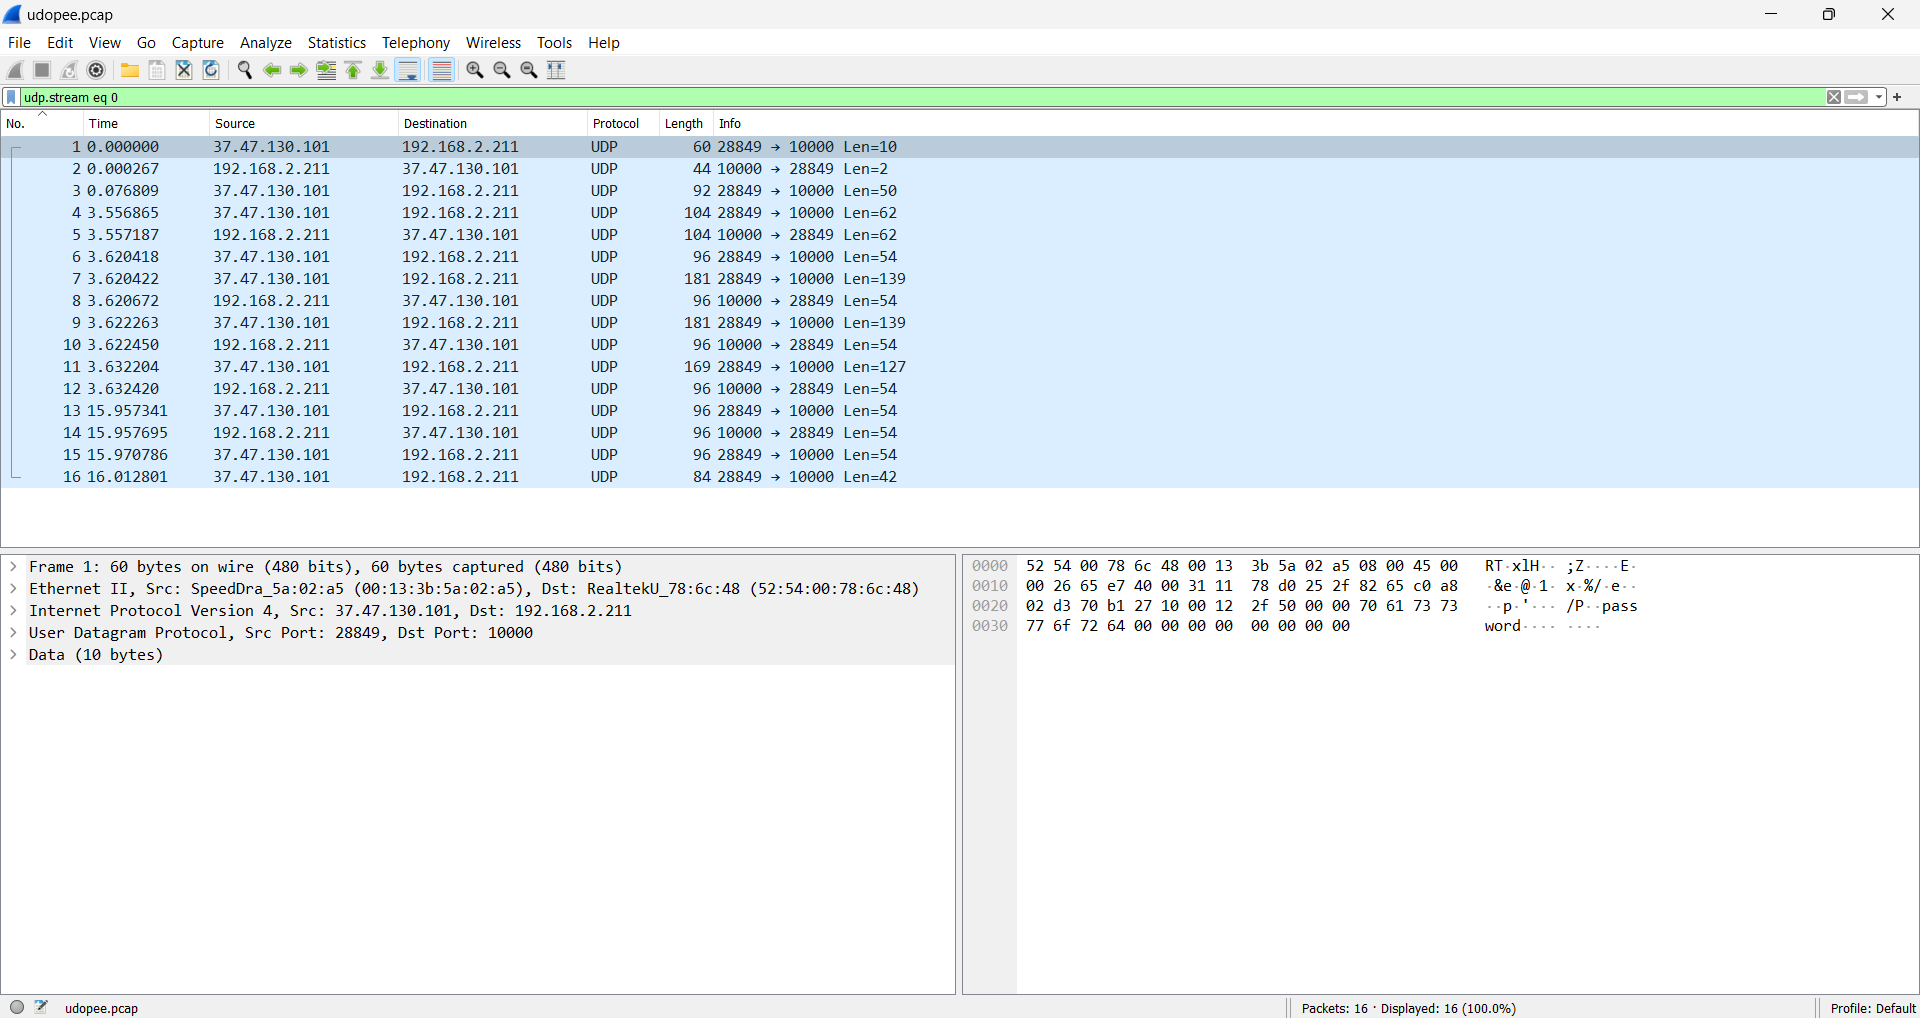 udopee.pcap
File Edit View Go Capture Analyze Statistics Telephony Wireless Tools Help
udp.stream eq 0
No. Time Source Destination Protocol Length Info
1 0.000000 37.47.130.101 192.168.2.211 UDP 60 28849 → 10000 Len=10
2 0.000267 192.168.2.211 37.47.130.101 UDP 44 10000 → 28849 Len=2
3 0.076809 37.47.130.101 192.168.2.211 UDP 92 28849 → 10000 Len=50
4 3.556865 37.47.130.101 192.168.2.211 UDP 104 28849 → 10000 Len=62
5 3.557187 192.168.2.211 37.47.130.101 UDP 104 10000 → 28849 Len=62
6 3.620418 37.47.130.101 192.168.2.211 UDP 96 28849 → 10000 Len=54
7 3.620422 37.47.130.101 192.168.2.211 UDP 181 28849 → 10000 Len=139
8 3.620672 192.168.2.211 37.47.130.101 UDP 96 10000 → 28849 Len=54
9 3.622263 37.47.130.101 192.168.2.211 UDP 181 28849 → 10000 Len=139
10 3.622450 192.168.2.211 37.47.130.101 UDP 96 10000 → 28849 Len=54
11 3.632204 37.47.130.101 192.168.2.211 UDP 169 28849 → 10000 Len=127
12 3.632420 192.168.2.211 37.47.130.101 UDP 96 10000 → 28849 Len=54
13 15.957341 37.47.130.101 192.168.2.211 UDP 96 28849 → 10000 Len=54
14 15.957695 192.168.2.211 37.47.130.101 UDP 96 10000 → 28849 Len=54
15 15.970786 37.47.130.101 192.168.2.211 UDP 96 28849 → 10000 Len=54
16 16.012801 37.47.130.101 192.168.2.211 UDP 84 28849 → 10000 Len=42
Frame 1: 60 bytes on wire (480 bits), 60 bytes captured (480 bits)
Ethernet II, Src: SpeedDra_5a:02:a5 (00:13:3b:5a:02:a5), Dst: RealtekU_78:6c:48 (52:54:00:78:6c:48)
Internet Protocol Version 4, Src: 37.47.130.101, Dst: 192.168.2.211
User Datagram Protocol, Src Port: 28849, Dst Port: 10000
Data (10 bytes)
0000 52 54 00 78 6c 48 00 13 3b 5a 02 a5 08 00 45 00 RT·xlH·· ;Z····E·
0010 00 26 65 e7 40 00 31 11 78 d0 25 2f 82 65 c0 a8 ·&e·@·1· x·%/·e··
0020 02 d3 70 b1 27 10 00 12 2f 50 00 00 70 61 73 73 ··p·'··· /P··pass
0030 77 6f 72 64 00 00 00 00 00 00 00 00 word···· ····
udopee.pcap
Packets: 16 · Displayed: 16 (100.0%)
Profile: Default